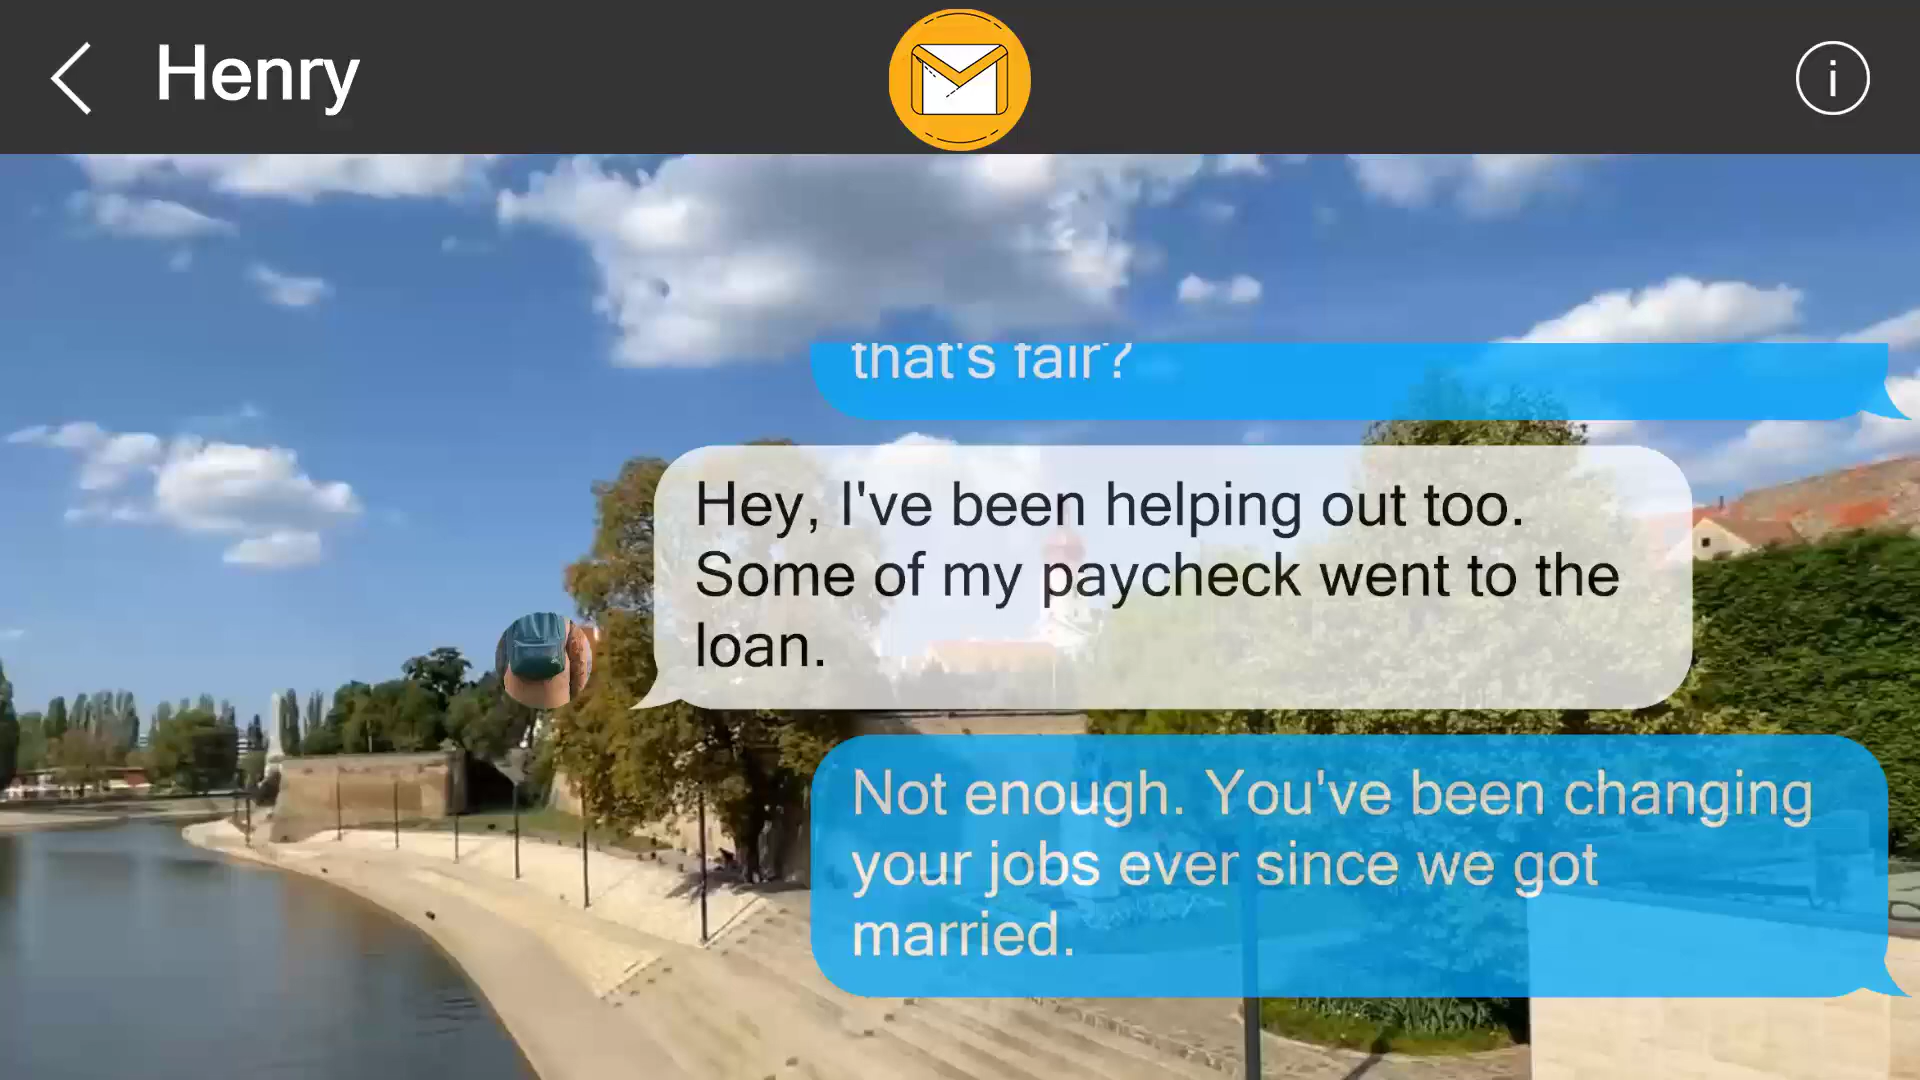 Henry
i
that's fair?
Hey, I've been helping out too.
Some of my paycheck went to the
loan.
Not enough. You've been changing
your jobs ever since we got
married.